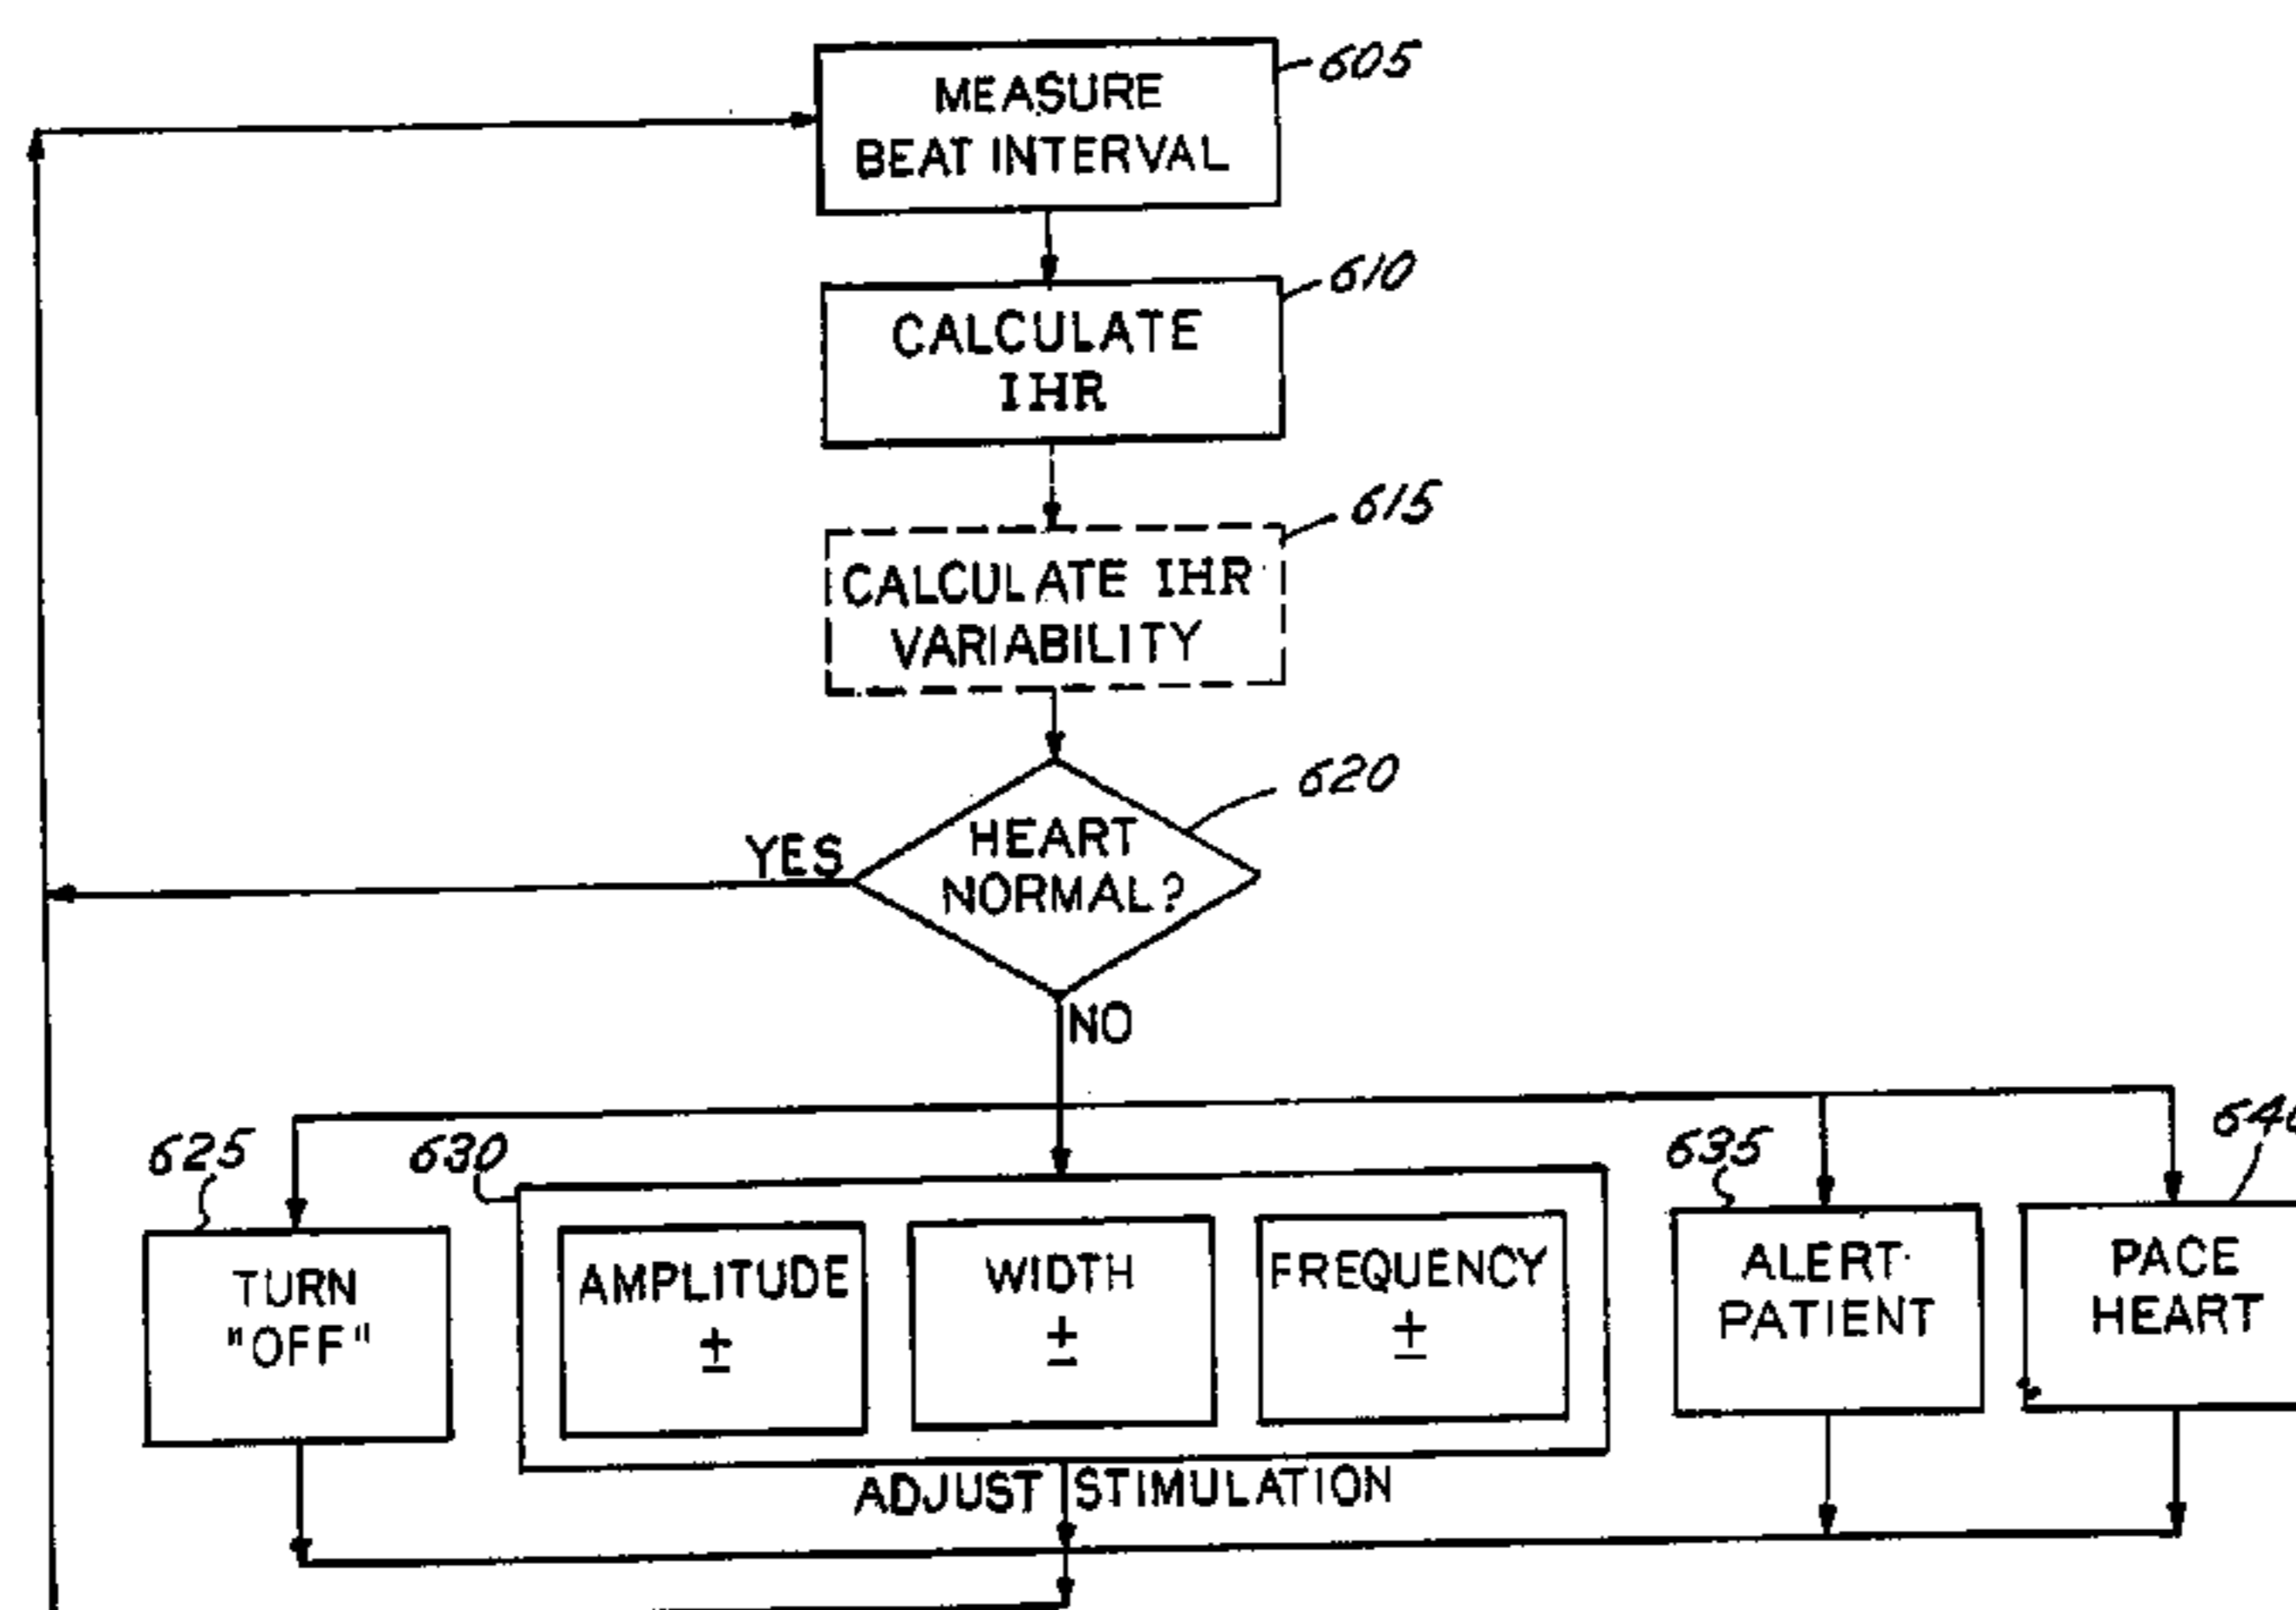 MEASURE
BEAT INTERVAL
605
CALCULATE
IHR
610
CALCULATE IHR
VARIABILITY
615
HEART
NORMAL?
620
YES
NO
625
TURN
"OFF"
630
AMPLITUDE
±
WIDTH
±
FREQUENCY
±
ADJUST STIMULATION
635
ALERT
PATIENT
PACE
HEART